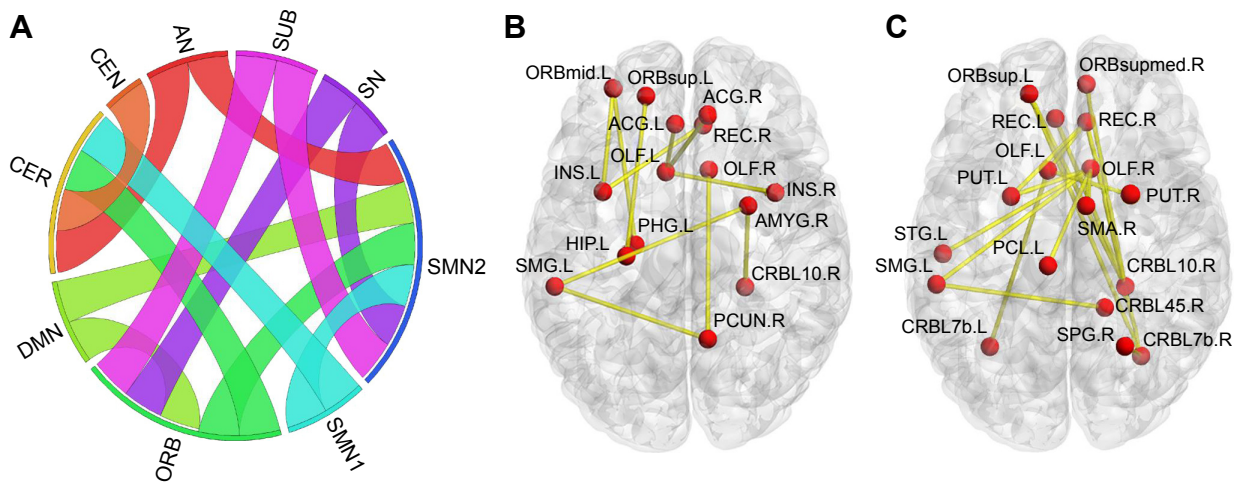 A
AN
SUB
CEN
SN
CER
SMN2
DMN
ORB
SMN1
B
ORBmid.L
ORBsup.L
ACG.R
ACG.L
REC.R
OLF.L
OLF.R
INS.L
INS.R
AMYG.R
PHG.L
HIP.L
SMG.L
CRBL10.R
PCUN.R
C
ORBsup.L
ORBsupmed.R
REC.L
REC.R
OLF.L
OLF.R
PUT.L
PUT.R
SMA.R
STG.L
PCL.L
SMG.L
CRBL10.R
CRBL45.R
CRBL7b.L
SPG.R
CRBL7b.R